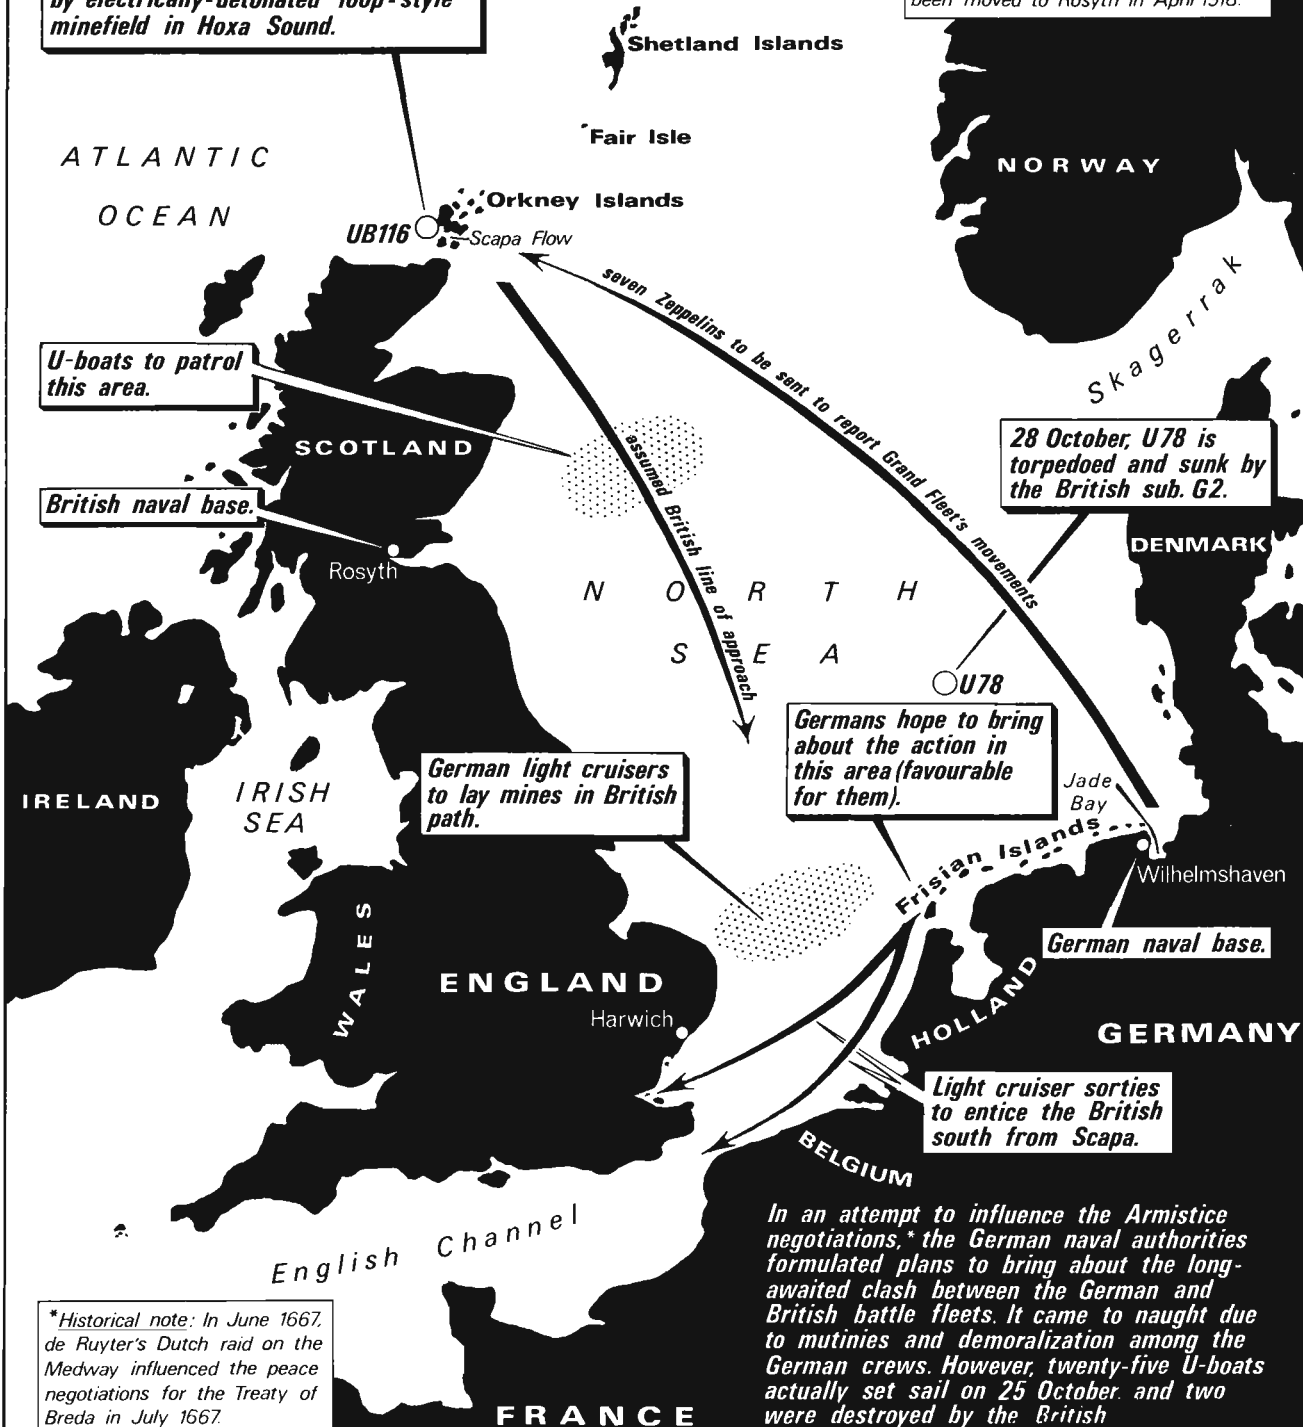 by electrically-detonated loop-style
minefield in Hoxa Sound.
been moved to Rosyth in April 1918.
Shetland Islands
Fair Isle
ATLANTIC
OCEAN
NORWAY
Orkney Islands
UB116
Scapa Flow
seven Zeppelins to be sent to report Grand Fleet's movements
Skagerrak
U-boats to patrol
this area.
SCOTLAND
assumed British line of approach
28 October, U78 is
torpedoed and sunk by
the British sub. G2.
British naval base.
DENMARK
Rosyth
NORTH
SEA
U78
Germans hope to bring
about the action in
this area (favourable
for them).
German light cruisers
to lay mines in British
path.
Jade
Bay
IRELAND
IRISH
SEA
Frisian Islands
Wilhelmshaven
WALES
German naval base.
ENGLAND
HOLLAND
Harwich
GERMANY
Light cruiser sorties
to entice the British
south from Scapa.
BELGIUM
English Channel
In an attempt to influence the Armistice
negotiations,* the German naval authorities
formulated plans to bring about the long-
awaited clash between the German and
British battle fleets. It came to naught due
to mutinies and demoralization among the
German crews. However, twenty-five U-boats
actually set sail on 25 October. and two
were destroyed by the British
*Historical note: In June 1667,
de Ruyter's Dutch raid on the
Medway influenced the peace
negotiations for the Treaty of
Breda in July 1667.
FRANCE